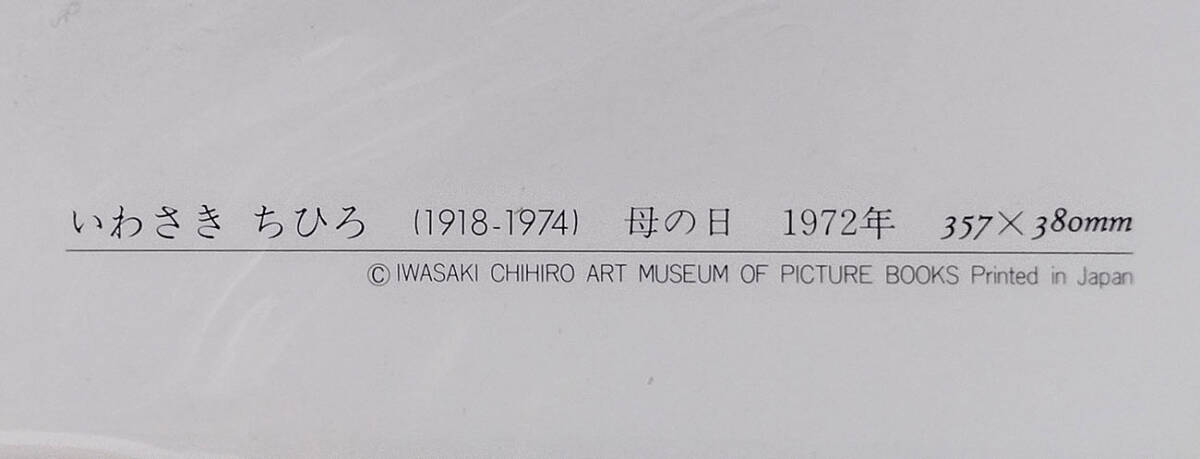 いわさき ちひろ (1918-1974) 母の日 1972年 357×380mm
© IWASAKI CHIHIRO ART MUSEUM OF PICTURE BOOKS Printed in Japan